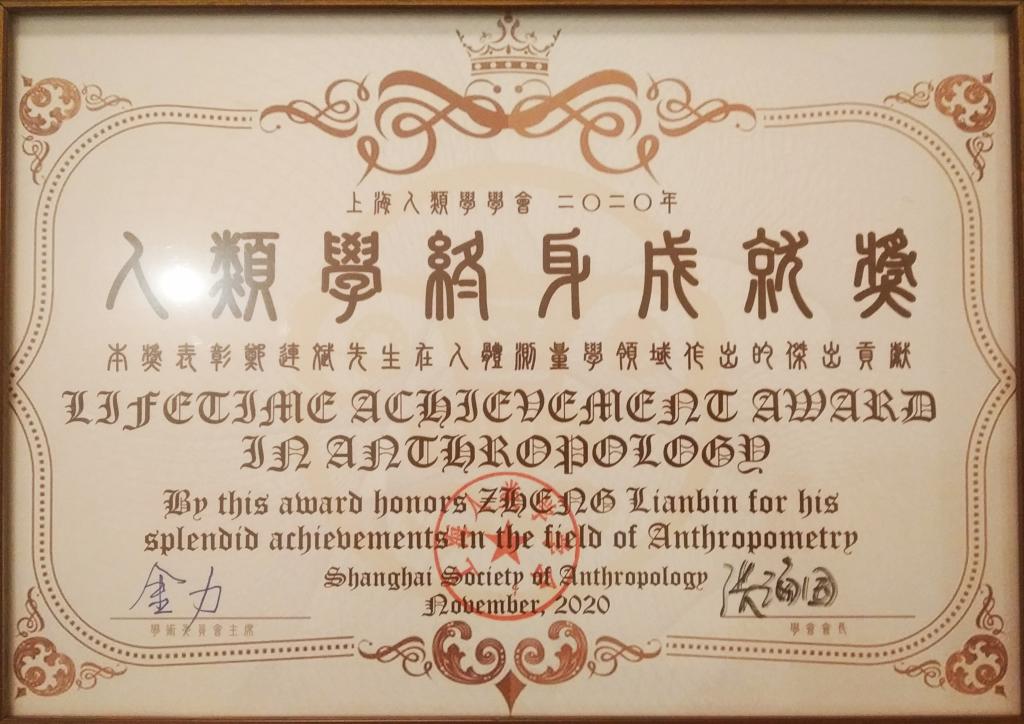 上海人類學學會 二〇二〇年
人類學終身成就獎
本獎表彰鄭連斌先生在人體測量學領域作出的傑出貢獻
LIFETIME ACHIEVEMENT AWARD
IN ANTHROPOLOGY
By this award honors ZHENG Lianbin for his
splendid achievements in the field of Anthropometry
Shanghai Society of Anthropology
November, 2020
金力
學術委員會主席
學會會長